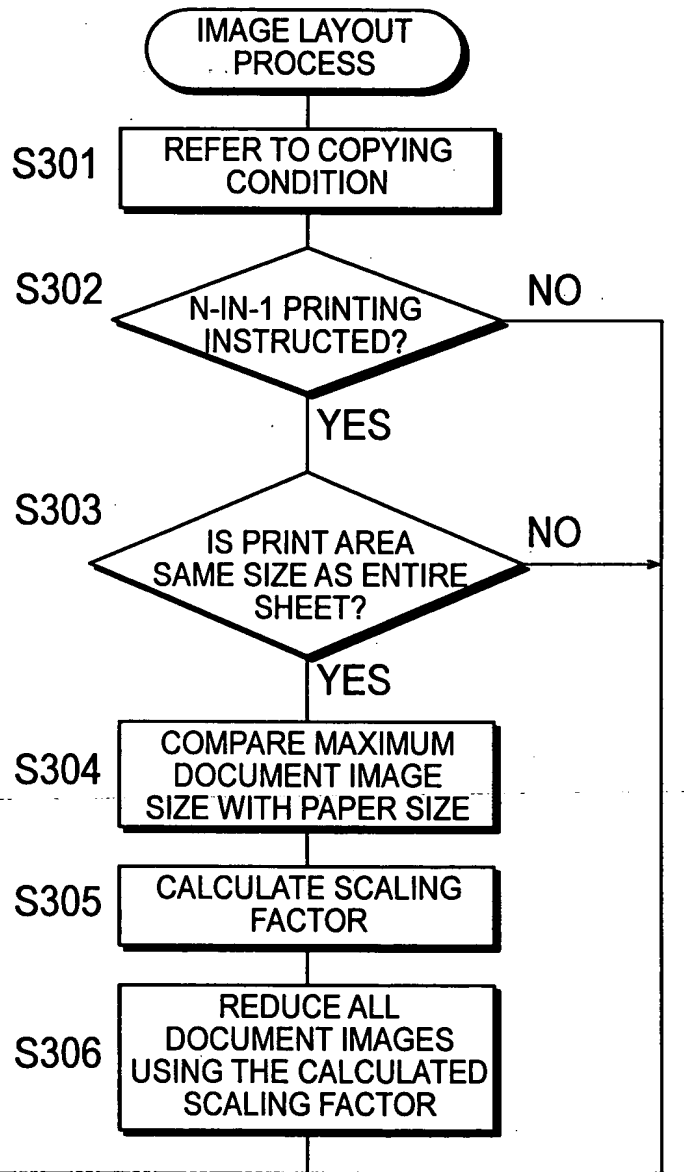 IMAGE LAYOUT
PROCESS
S301
REFER TO COPYING
CONDITION
S302
N-IN-1 PRINTING
INSTRUCTED?
NO
YES
S303
IS PRINT AREA
SAME SIZE AS ENTIRE
SHEET?
NO
YES
S304
COMPARE MAXIMUM
DOCUMENT IMAGE
SIZE WITH PAPER SIZE
S305
CALCULATE SCALING
FACTOR
S306
REDUCE ALL
DOCUMENT IMAGES
USING THE CALCULATED
SCALING FACTOR